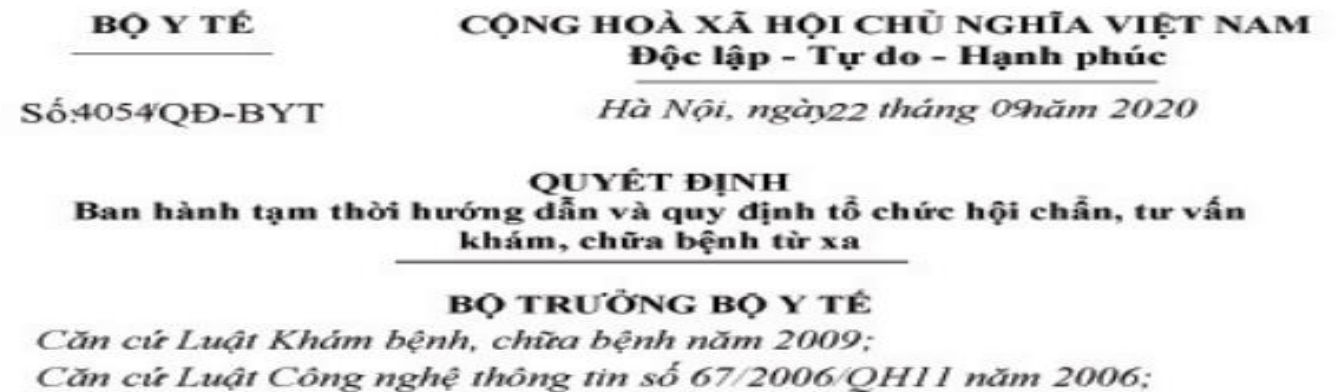 BỘ Y TẾ
CỘNG HOÀ XÃ HỘI CHỦ NGHĨA VIỆT NAM
Độc lập - Tự do - Hạnh phúc
Số:4054/QĐ-BYT
Hà Nội, ngày22 tháng 09năm 2020
QUYẾT ĐỊNH
Ban hành tạm thời hướng dẫn và quy định tổ chức hội chẩn, tư vấn
khám, chữa bệnh từ xa
BỘ TRƯỞNG BỘ Y TẾ
Căn cứ Luật Khám bệnh, chữa bệnh năm 2009;
Căn cứ Luật Công nghệ thông tin số 67/2006/QH11 năm 2006;